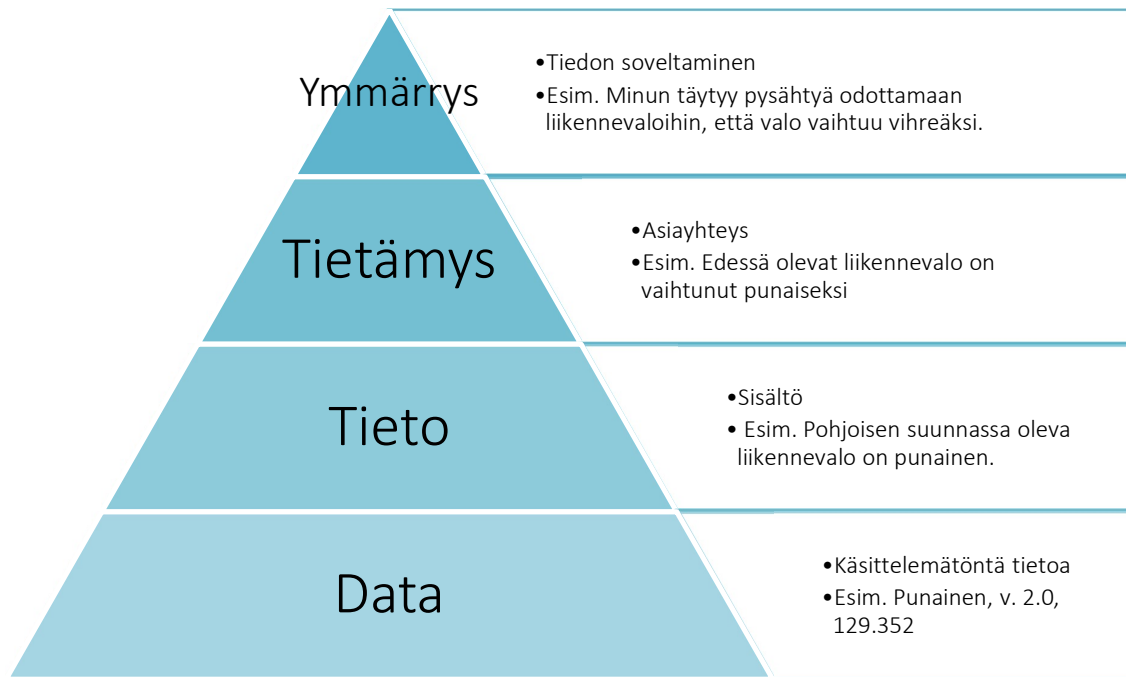 Ymmärrys
•Tiedon soveltaminen
•Esim. Minun täytyy pysähtyä odottamaan
liikennevaloihin, että valo vaihtuu vihreäksi.
Tietämys
•Asiayhteys
•Esim. Edessä olevat liikennevalo on
vaihtunut punaiseksi
Tieto
•Sisältö
• Esim. Pohjoisen suunnassa oleva
liikennevalo on punainen.
Data
•Käsittelemätöntä tietoa
•Esim. Punainen, v. 2.0,
129.352